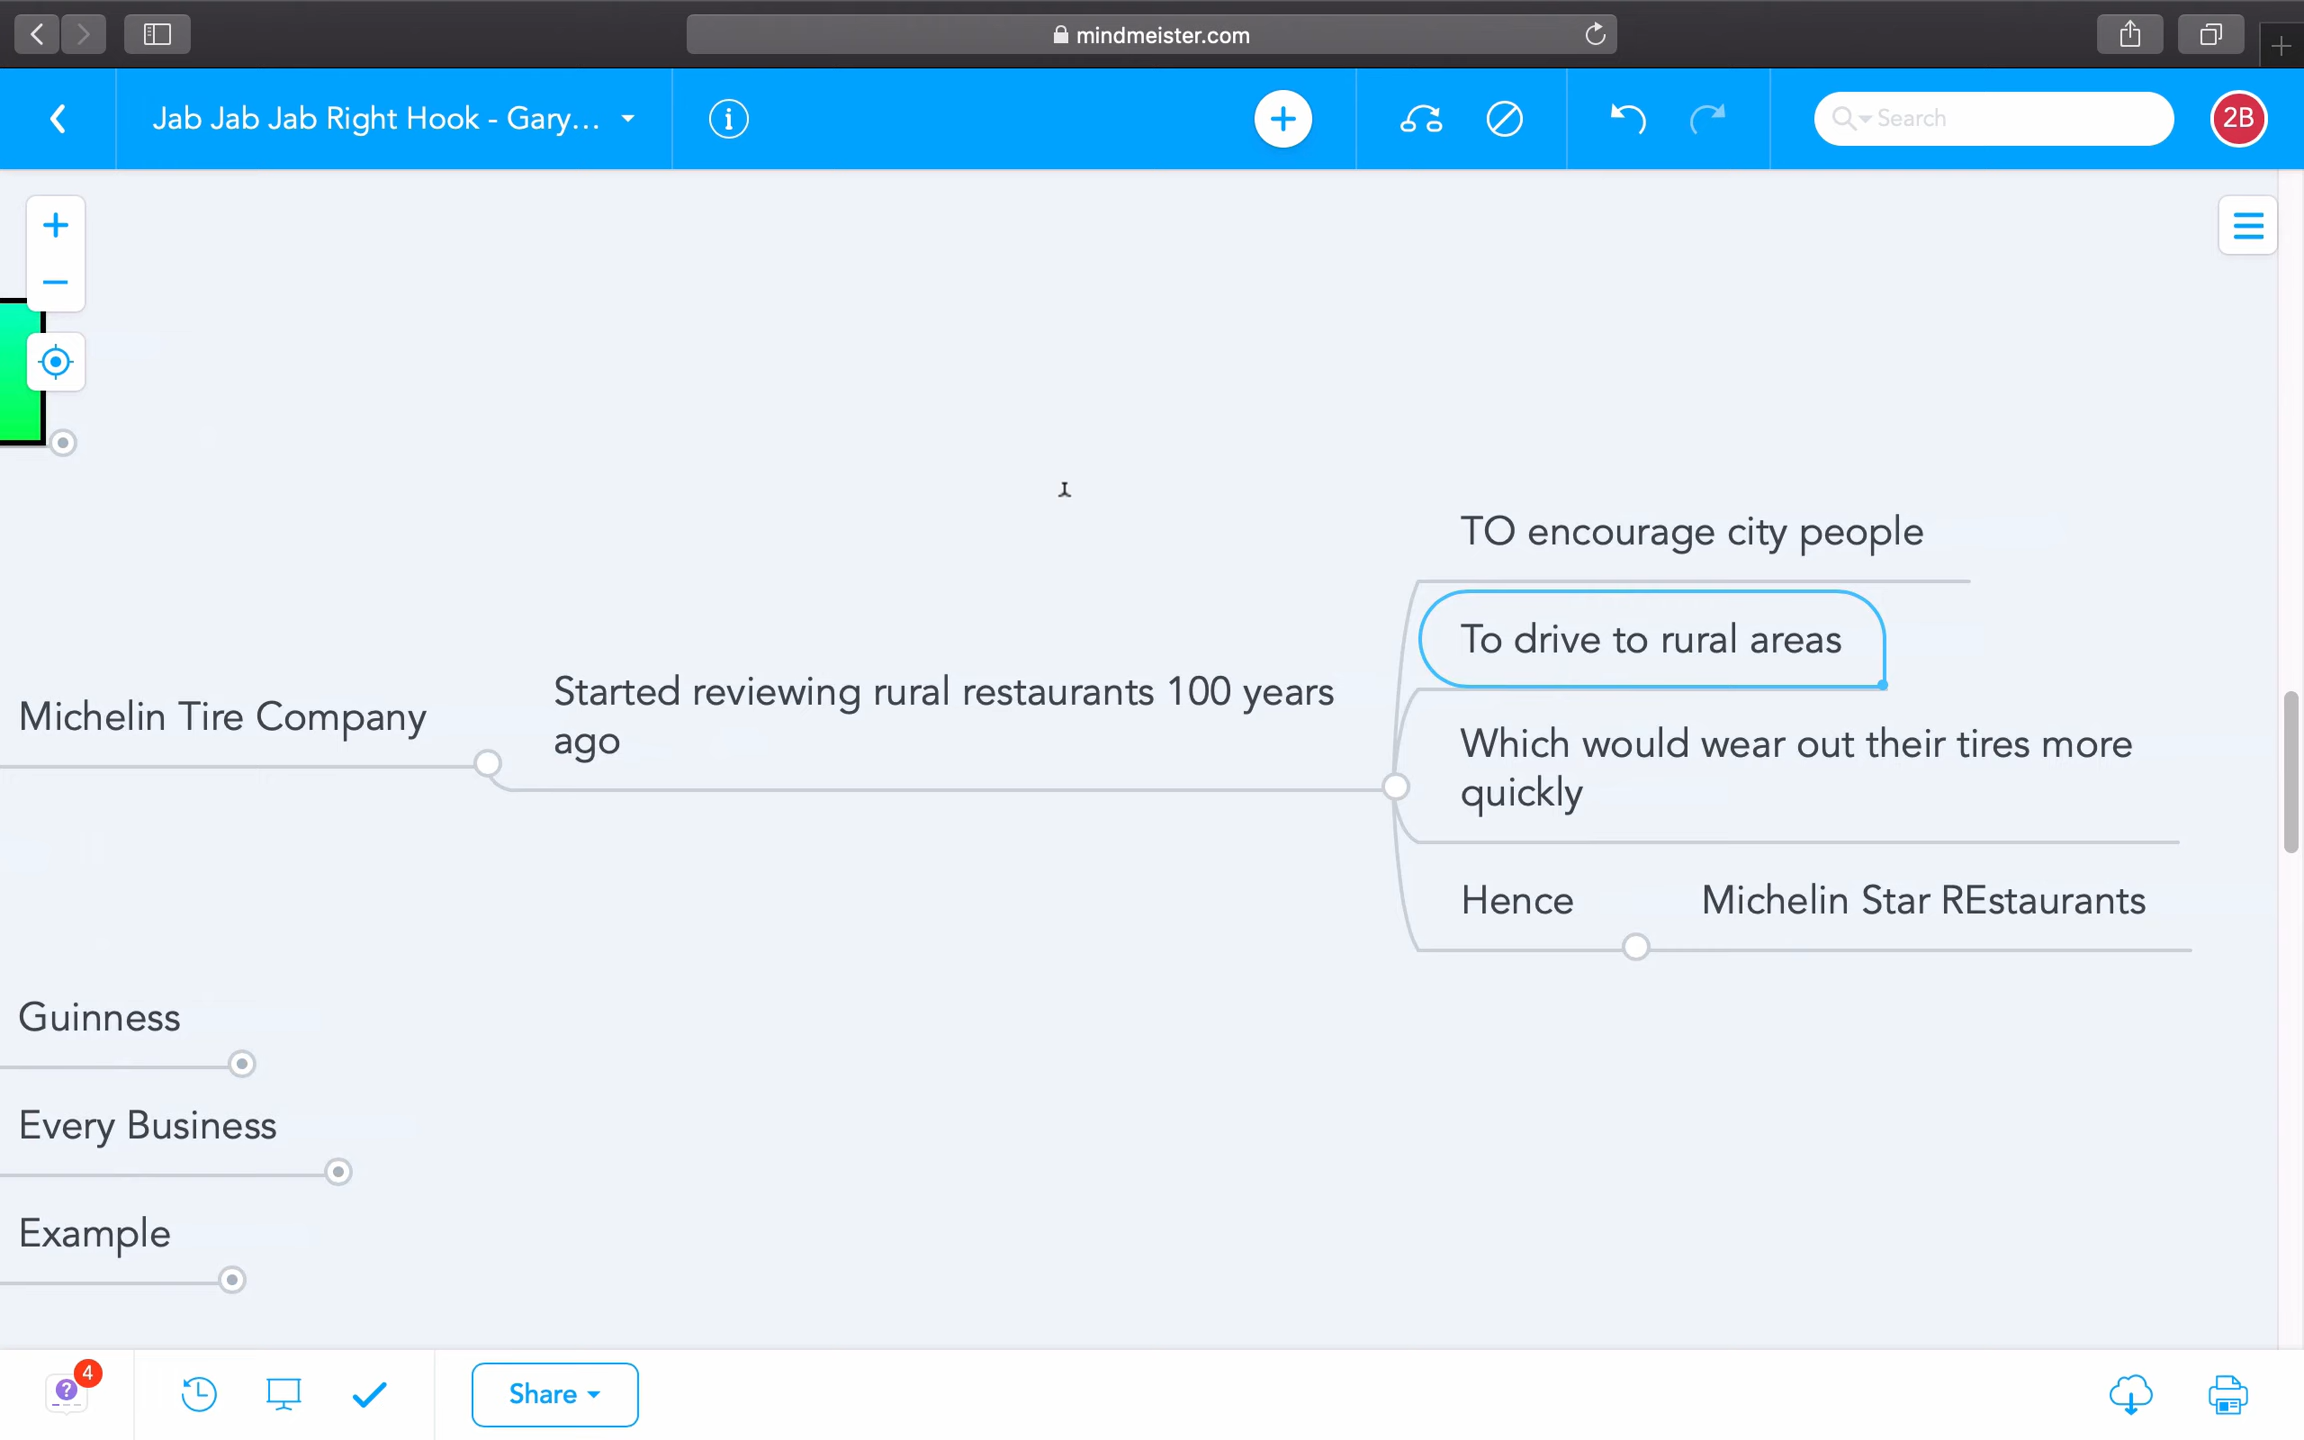 mindmeister.com
Jab Jab Jab Right Hook - Gary...
Search
2B
TO encourage city people
To drive to rural areas
Started reviewing rural restaurants 100 years
ago
Michelin Tire Company
Which would wear out their tires more
quickly
Hence
Michelin Star REstaurants
Guinness
Every Business
Example
4
?
Share